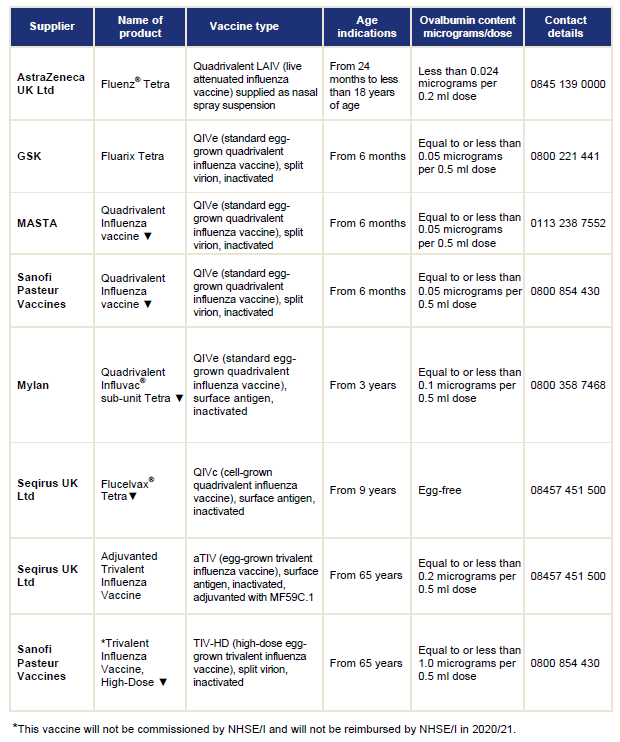 Supplier
Name of
product
Vaccine type
Age
indications
Ovalbumin content
micrograms/dose
Contact
details
AstraZeneca
UK Ltd
Fluenz® Tetra
Quadrivalent LAIV (live
attenuated influenza
vaccine) supplied as nasal
spray suspension
From 24
months to less
than 18 years
of age
Less than 0.024
micrograms per
0.2 ml dose
0845 139 0000
GSK
Fluarix Tetra
QIVe (standard egg-
grown quadrivalent
influenza vaccine), split
virion, inactivated
From 6 months
Equal to or less than
0.05 micrograms
per 0.5 ml dose
0800 221 441
MASTA
Quadrivalent
Influenza
vaccine ▼
QIVe (standard egg-
grown quadrivalent
influenza vaccine), split
virion, inactivated
From 6 months
Equal to or less than
0.05 micrograms
per 0.5 ml dose
0113 238 7552
Sanofi
Pasteur
Vaccines
Quadrivalent
Influenza
vaccine ▼
QIVe (standard egg-
grown quadrivalent
influenza vaccine), split
virion, inactivated
From 6 months
Equal to or less than
0.05 micrograms per
0.5 ml dose
0800 854 430
Mylan
Quadrivalent
Influvac®
sub-unit Tetra ▼
QIVe (standard egg-
grown quadrivalent
influenza vaccine),
surface antigen,
inactivated
From 3 years
Equal to or less than
0.1 micrograms per
0.5 ml dose
0800 358 7468
Seqirus UK
Ltd
Flucelvax®
Tetra▼
QIVc (cell-grown
quadrivalent influenza
vaccine), surface antigen,
inactivated
From 9 years
Egg-free
08457 451 500
Seqirus UK
Ltd
Adjuvanted
Trivalent
Influenza
Vaccine
aTIV (egg-grown trivalent
influenza vaccine), surface
antigen, inactivated,
adjuvanted with MF59C.1
From 65 years
Equal to or less than
0.2 micrograms per
0.5 ml dose
08457 451 500
Sanofi
Pasteur
Vaccines
*Trivalent
Influenza
Vaccine,
High-Dose ▼
TIV-HD (high-dose egg-
grown trivalent influenza
vaccine), split virion,
inactivated
From 65 years
Equal to or less than
1.0 micrograms per
0.5 ml dose
0800 854 430
*This vaccine will not be commissioned by NHSE/I and will not be reimbursed by NHSE/I in 2020/21.